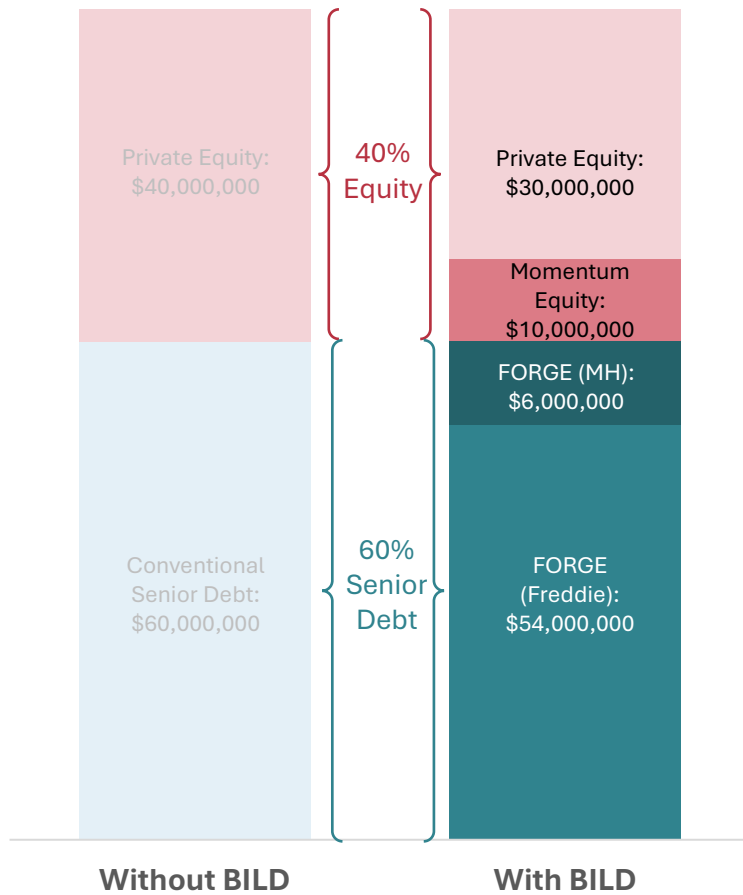 Private Equity:
$40,000,000
40%
Equity
Private Equity:
$30,000,000
Momentum
Equity:
$10,000,000
FORGE (MH):
$6,000,000
Conventional
Senior Debt:
$60,000,000
60%
Senior
Debt
FORGE
(Freddie):
$54,000,000
Without BILD
With BILD